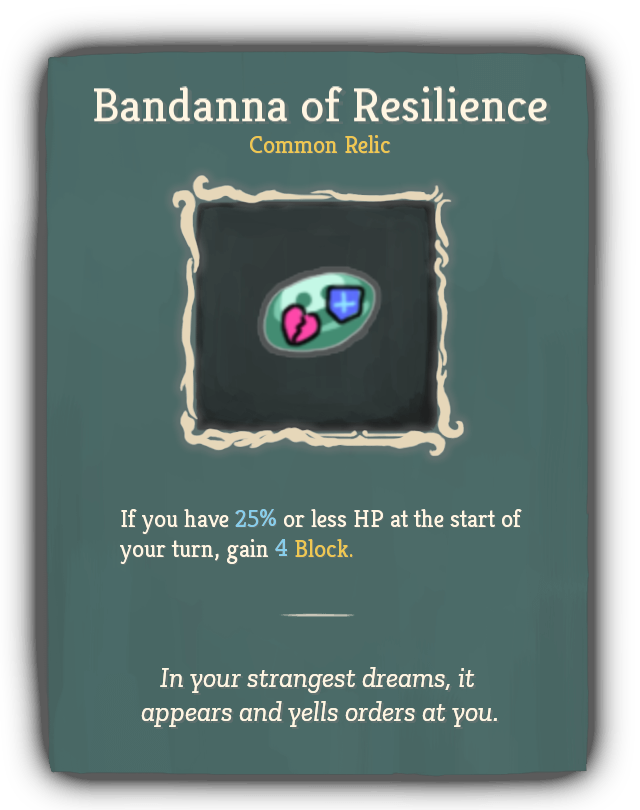 Bandanna of Resilience
Common Relic
If you have 25% or less HP at the start of
your turn, gain 4 Block.
In your strangest dreams, it
appears and yells orders at you.